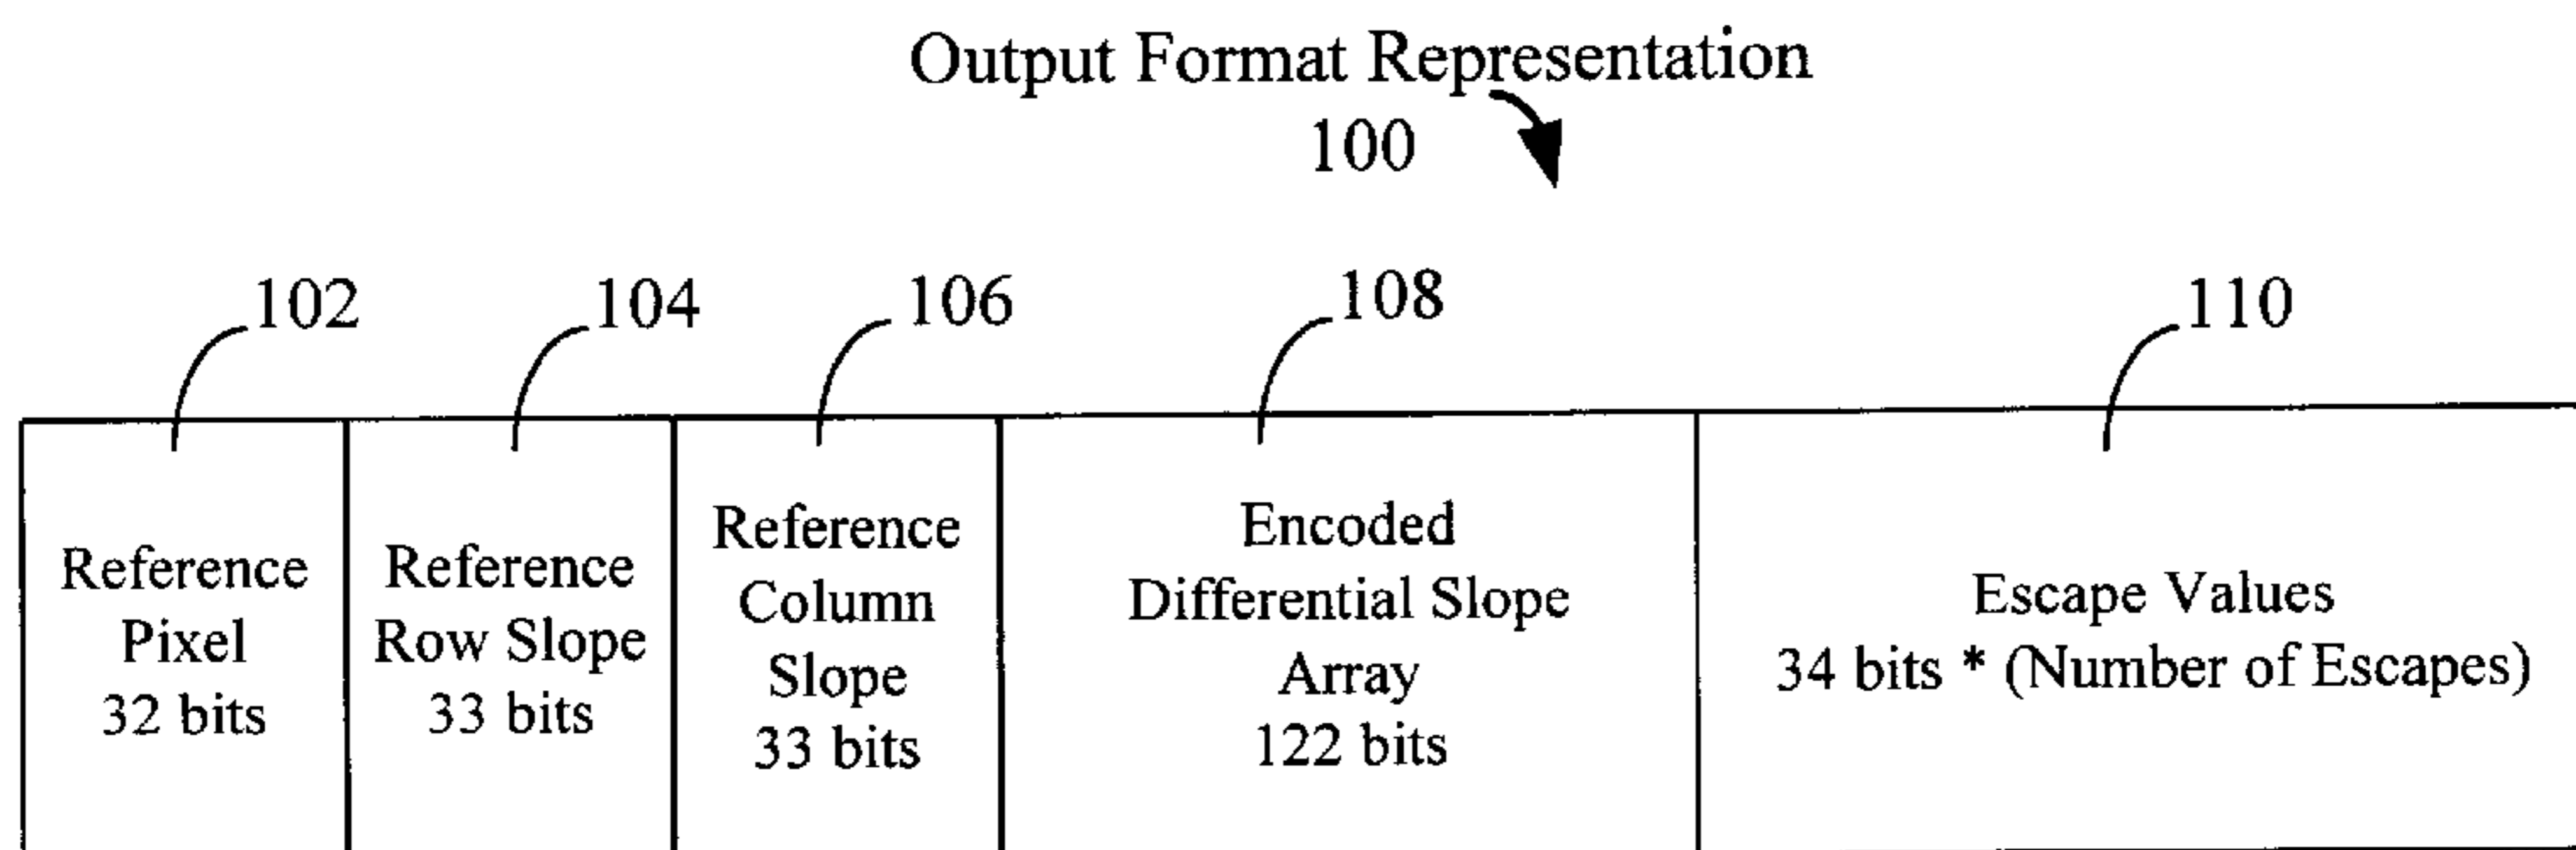 Output Format Representation
100
102
104
106
108
110
Reference
Pixel
32 bits
Reference
Row Slope
33 bits
Reference
Column
Slope
33 bits
Encoded
Differential Slope
Array
122 bits
Escape Values
34 bits * (Number of Escapes)